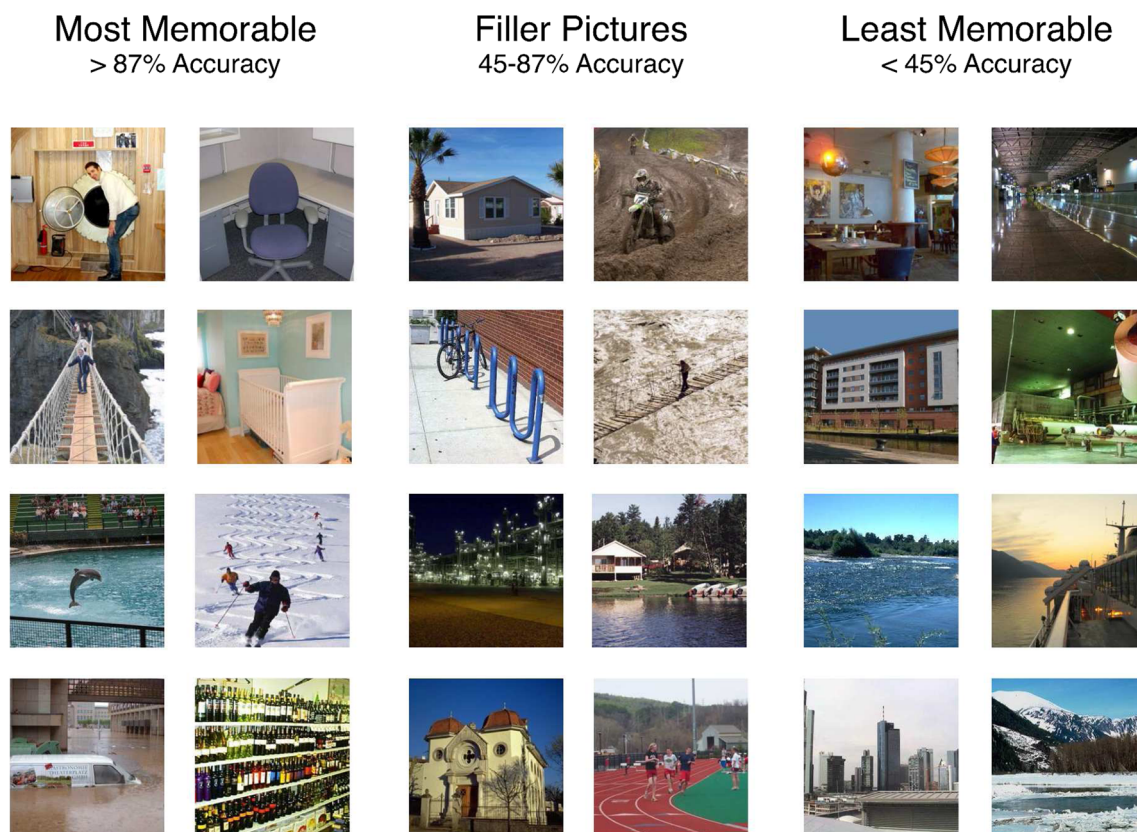 Most Memorable
> 87% Accuracy
Filler Pictures
45-87% Accuracy
Least Memorable
< 45% Accuracy